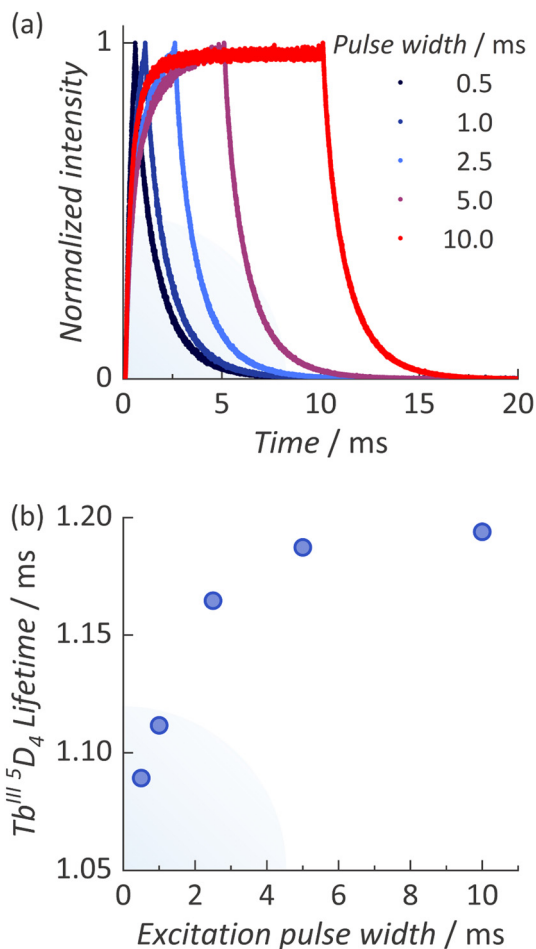 (a)
Normalized intensity
1
0
Pulse width / ms
0.5
1.0
2.5
5.0
10.0
0 5 10 15 20
Time / ms
(b)
Tb^III ^5D_4 Lifetime / ms
1.20
1.15
1.10
1.05
0 2 4 6 8 10
Excitation pulse width / ms